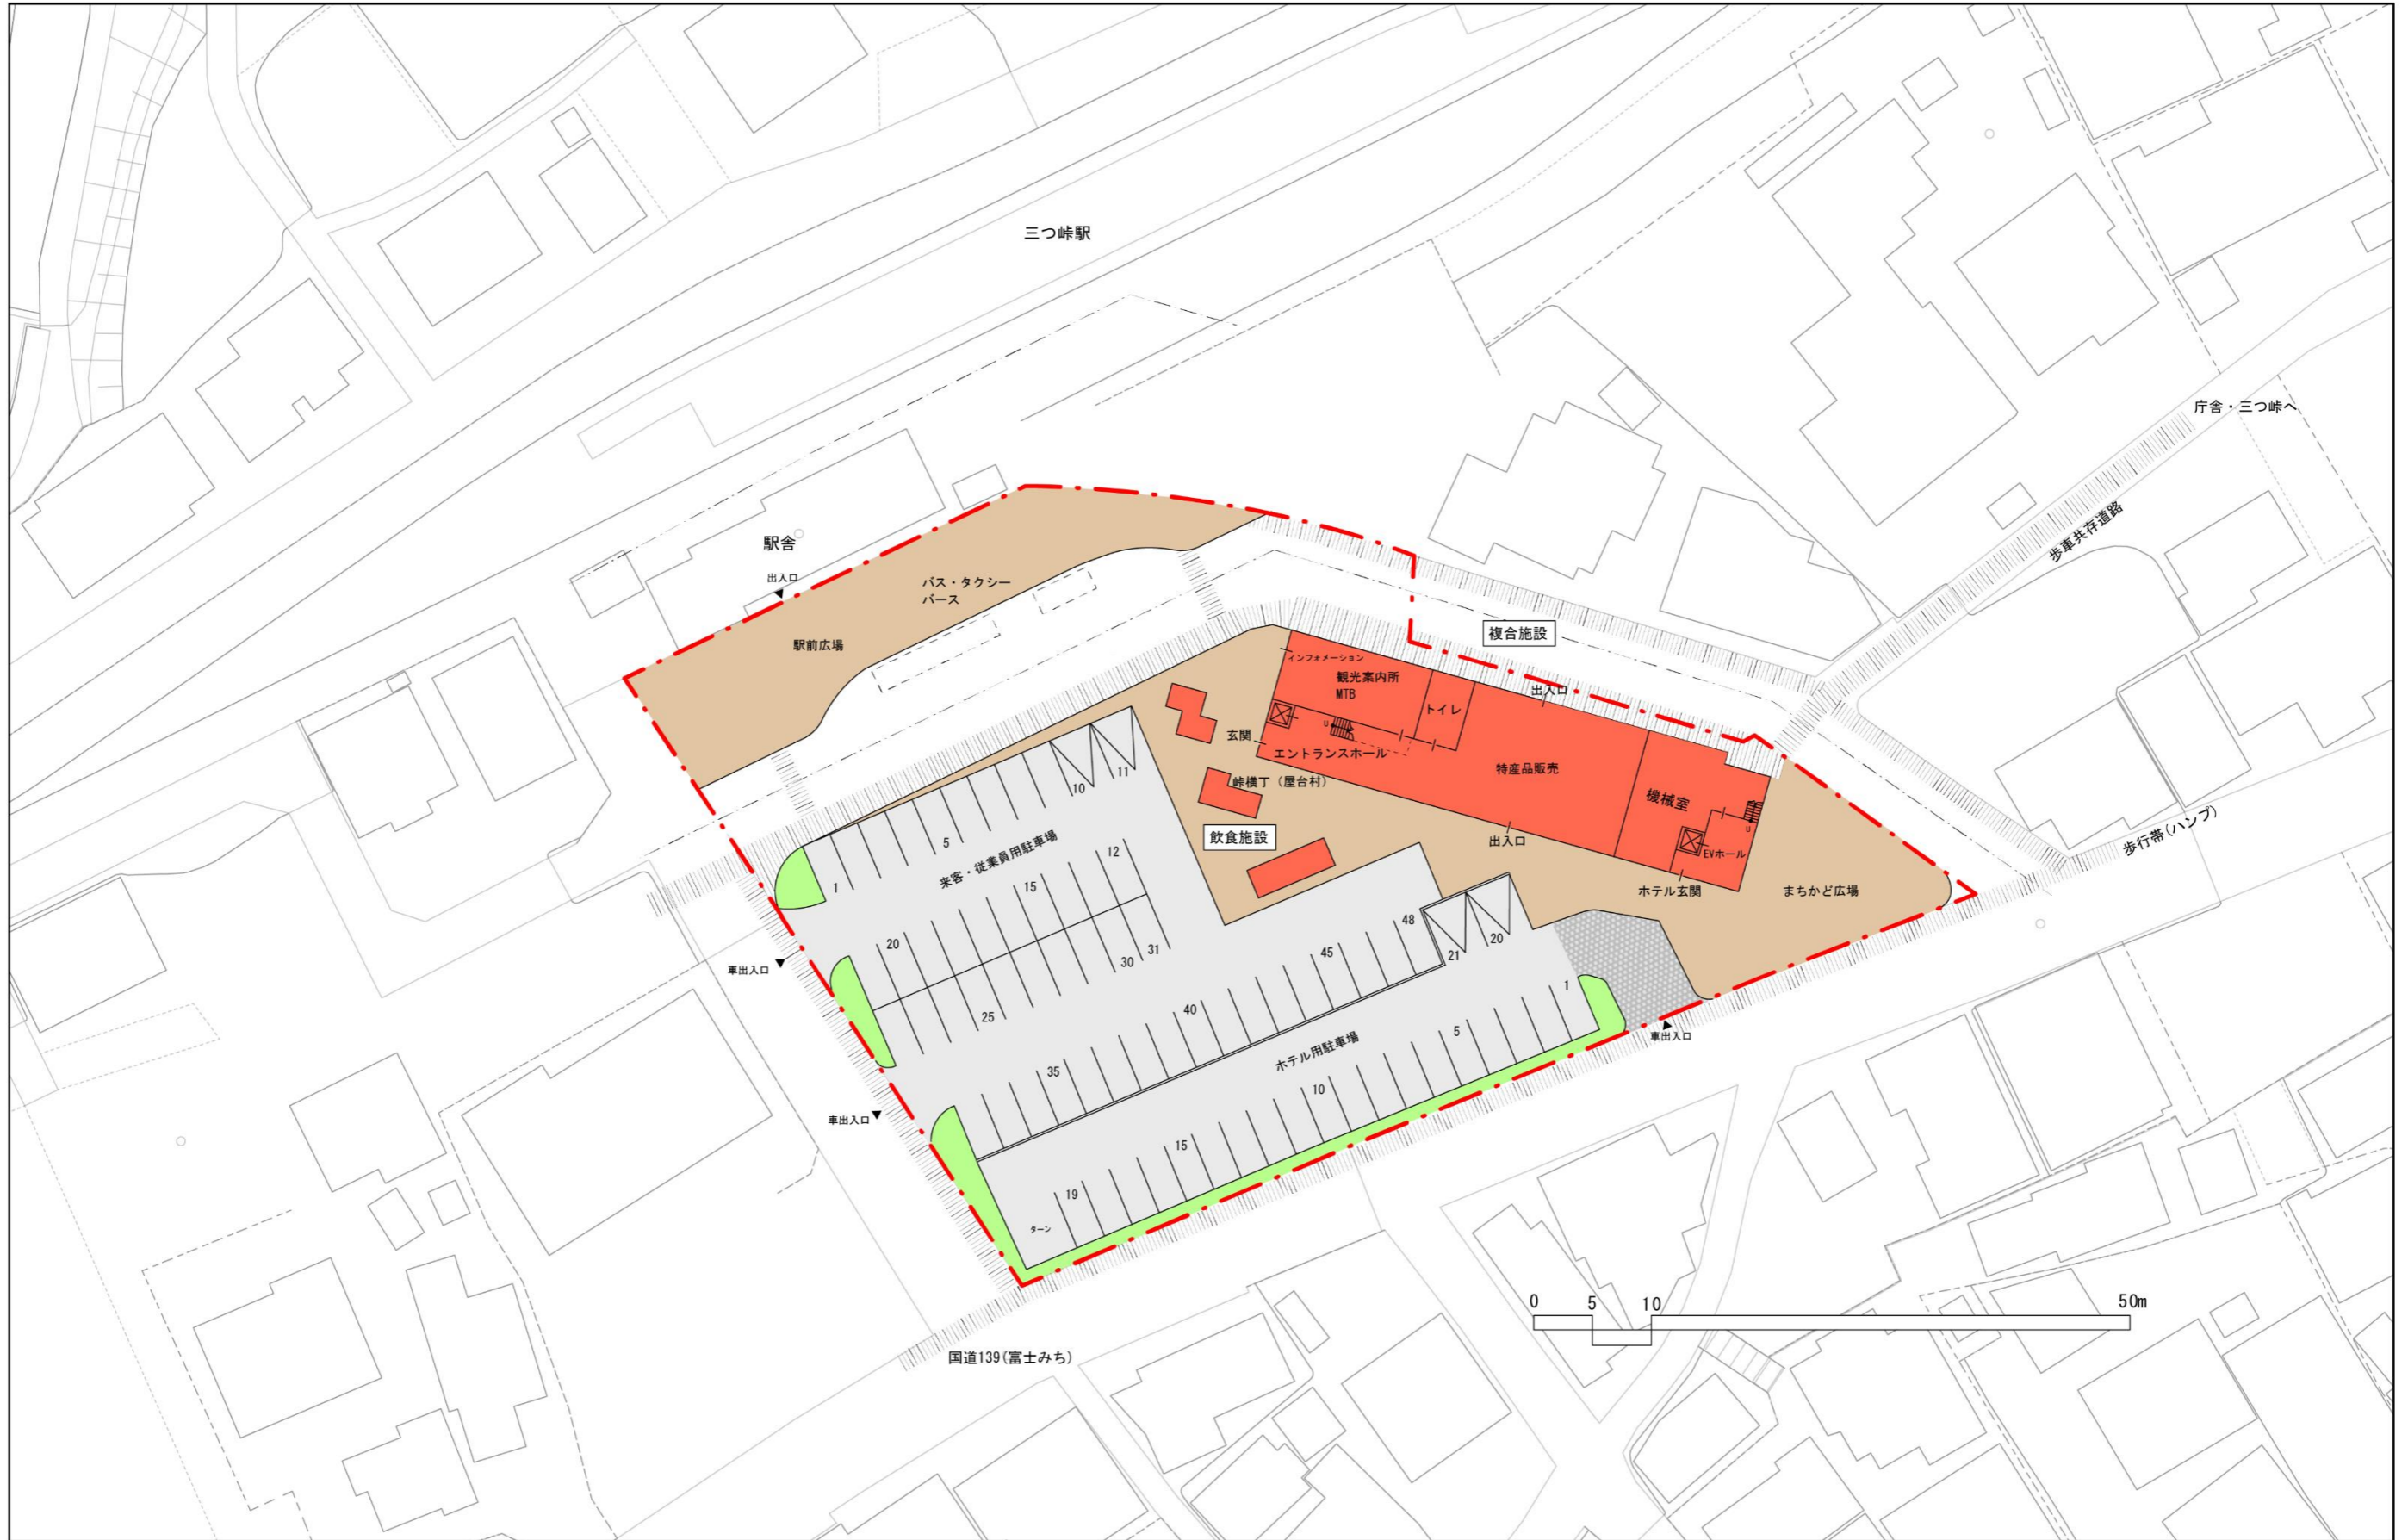 三つ峠駅
庁舎・三つ峠へ
歩車共存道路
駅舎
出入口
バス・タクシー
バース
駅前広場
複合施設
インフォメーション
観光案内所
MTB
トイレ
出入口
玄関
U
エントランスホール
特産品販売
機械室
U
EVホール
峠横丁（屋台村）
飲食施設
出入口
ホテル玄関
まちかど広場
歩行帯(ハンプ)
来客・従業員用駐車場
1
5
10
11
12
15
20
25
30
31
35
40
45
48
車出入口
車出入口
車出入口
ホテル用駐車場
1
5
10
15
19
20
21
ターン
国道139(富士みち)
0
5
10
50m